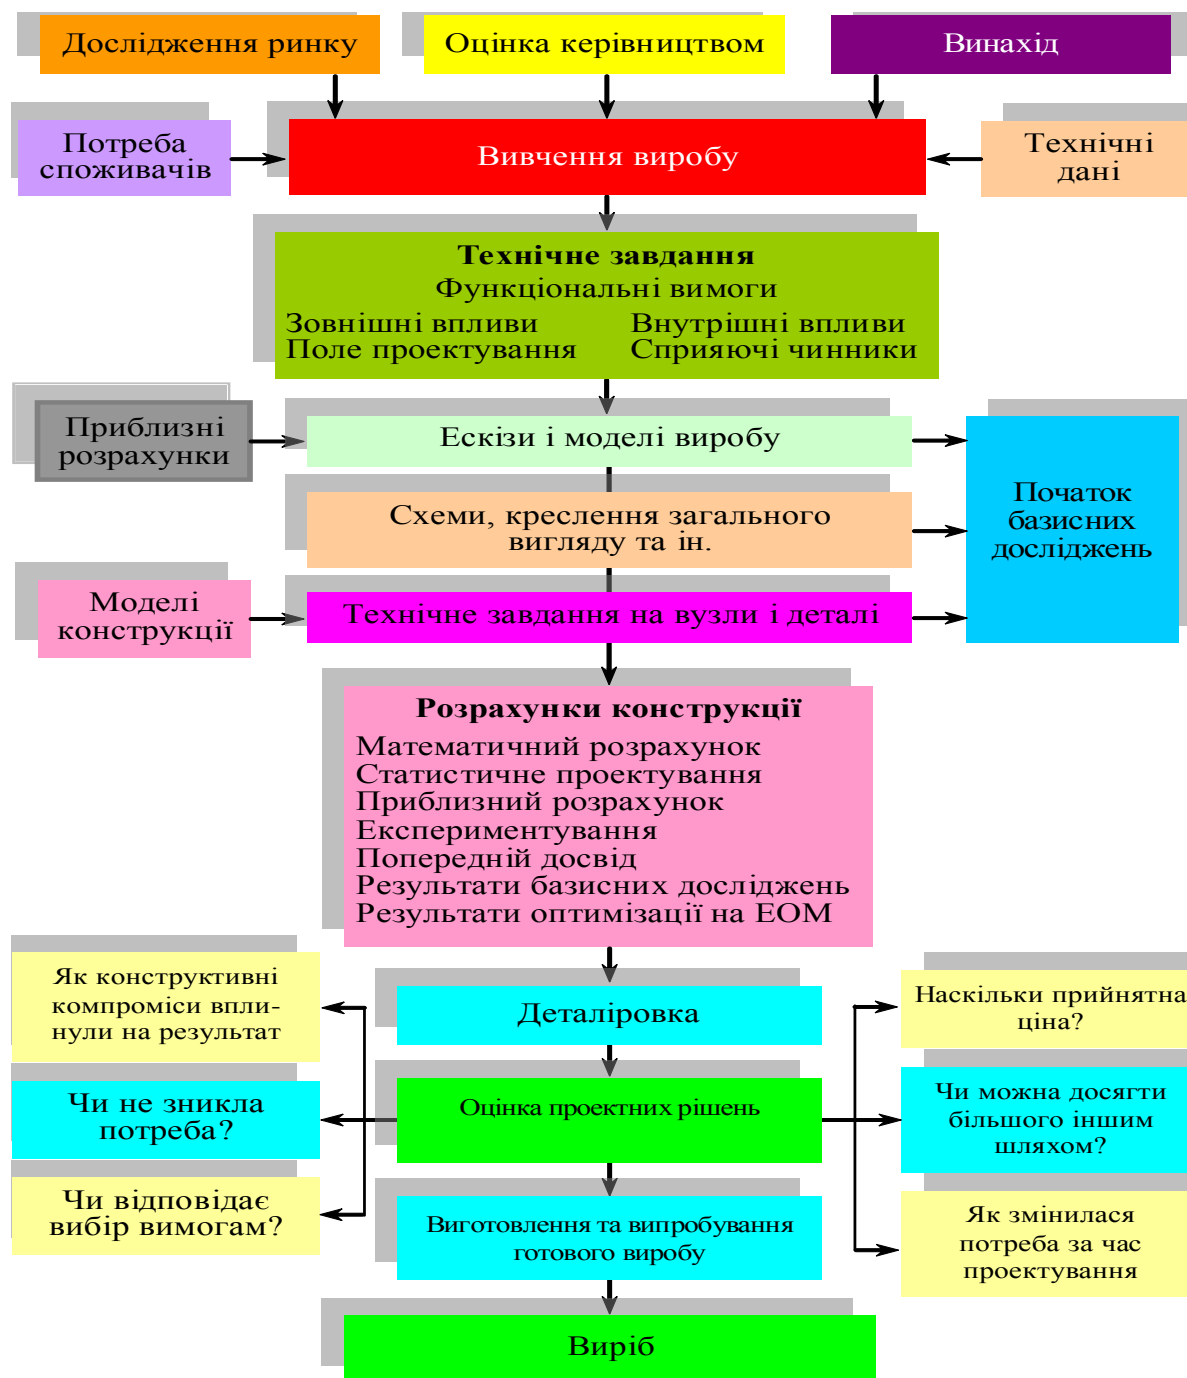 Дослідження ринку
Оцінка керівництвом
Винахід
Потреба
споживачів
Вивчення виробу
Технічні
дані
Технічне завдання
Функціональні вимоги
Зовнішні впливи
Внутрішні впливи
Поле проектування
Сприяючі чинники
Приблизні
розрахунки
Ескізи і моделі виробу
Початок
базисних
досліджень
Схеми, креслення загального
вигляду та ін.
Моделі
конструкції
Технічне завдання на вузли і деталі
Розрахунки конструкції
Математичний розрахунок
Статистичне проектування
Приблизний розрахунок
Експериментування
Попередній досвід
Результати базисних досліджень
Результати оптимізації на ЕОМ
Як конструктивні
компроміси впли-
нули на результат
Деталіровка
Наскільки прийнятна
ціна?
Чи не зникла
потреба?
Оцінка проектних рішень
Чи можна досягти
більшого іншим
шляхом?
Чи відповідає
вибір вимогам?
Виготовлення та випробування
готового виробу
Як змінилася
потреба за час
проектування
Виріб